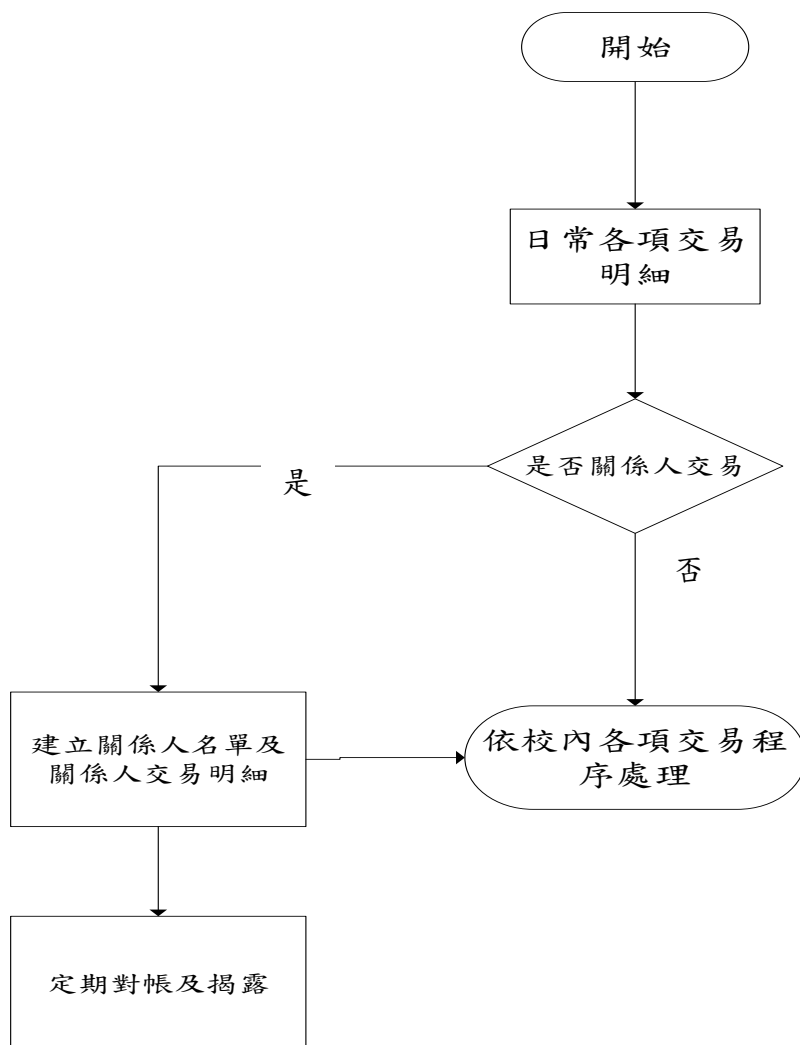 開始
日常各項交易
明細
是否關係人交易
是
否
建立關係人名單及
關係人交易明細
依校內各項交易程
序處理
定期對帳及揭露